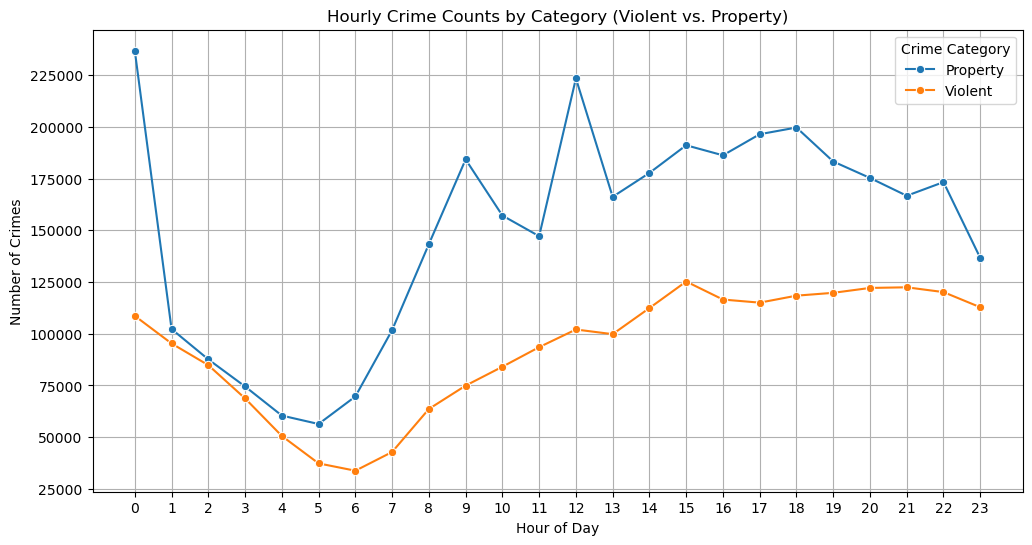 Hourly Crime Counts by Category (Violent vs. Property)
Crime Category
Property
Violent
Number of Crimes
225000
200000
175000
150000
125000
100000
75000
50000
25000
0 1 2 3 4 5 6 7 8 9 10 11 12 13 14 15 16 17 18 19 20 21 22 23
Hour of Day